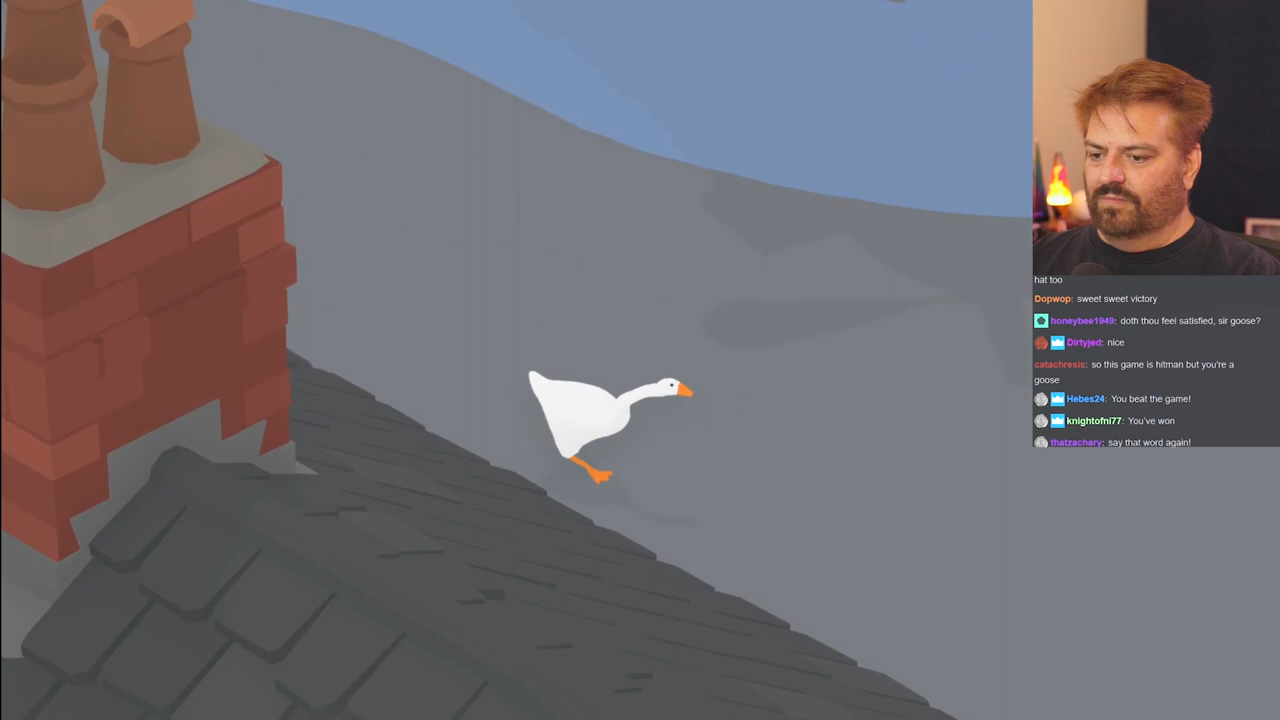 hat too
Dopwop: sweet sweet victory
honeybee1949: doth thou feel satisfied, sir goose?
Dirtyjed: nice
catachresis: so this game is hitman but you're a
goose
Hebes24: You beat the game!
knightofni77: You've won
thatzachary: say that word again!